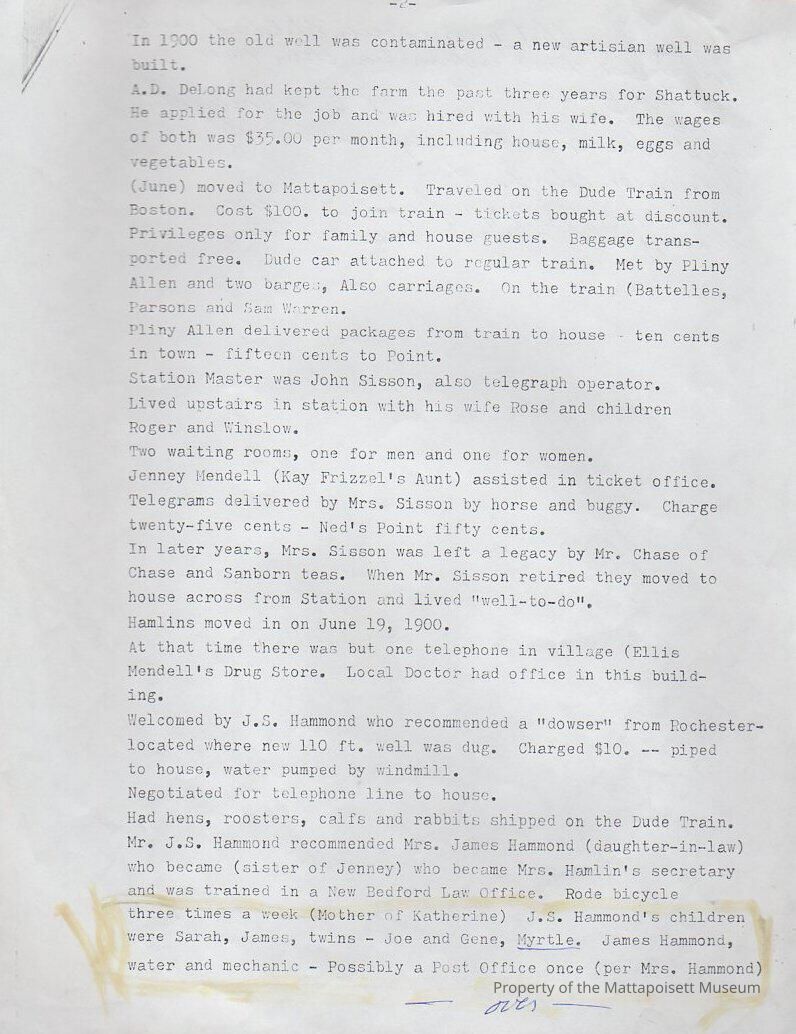 -2-
In 1900 the old well was contaminated - a new artisian well was
built.
A.D. DeLong had kept the farm the past three years for Shattuck.
He applied for the job and was hired with his wife. The wages
of both was $35.00 per month, including house, milk, eggs and
vegetables.
(June) moved to Mattapoisett. Traveled on the Dude Train from
Boston. Cost $100. to join train - tickets bought at discount.
Privileges only for family and house guests. Baggage trans-
ported free. Dude car attached to regular train. Met by Pliny
Allen and two barges, Also carriages. On the train (Battelles,
Parsons and Sam Warren.
Pliny Allen delivered packages from train to house - ten cents
in town - fifteen cents to Point.
Station Master was John Sisson, also telegraph operator.
Lived upstairs in station with his wife Rose and children
Roger and Winslow.
Two waiting rooms, one for men and one for women.
Jenney Mendell (Kay Frizzel's Aunt) assisted in ticket office.
Telegrams delivered by Mrs. Sisson by horse and buggy. Charge
twenty-five cents - Ned's Point fifty cents.
In later years, Mrs. Sisson was left a legacy by Mr. Chase of
Chase and Sanborn teas. When Mr. Sisson retired they moved to
house across from Station and lived "well-to-do".
Hamlins moved in on June 19, 1900.
At that time there was but one telephone in village (Ellis
Mendell's Drug Store. Local Doctor had office in this build-
ing.
Welcomed by J.S. Hammond who recommended a "dowser" from Rochester-
located where new 110 ft. well was dug. Charged $10. -- piped
to house, water pumped by windmill.
Negotiated for telephone line to house.
Had hens, roosters, calfs and rabbits shipped on the Dude Train.
Mr. J.S. Hammond recommended Mrs. James Hammond (daughter-in-law)
who became (sister of Jenney) who became Mrs. Hamlin's secretary
and was trained in a New Bedford Law Office. Rode bicycle
three times a week (Mother of Katherine) J.S. Hammond's children
were Sarah, James, twins - Joe and Gene, Myrtle. James Hammond,
water and mechanic - Possibly a Post Office once (per Mrs. Hammond)
Property of the Mattapoisett Museum
— over —